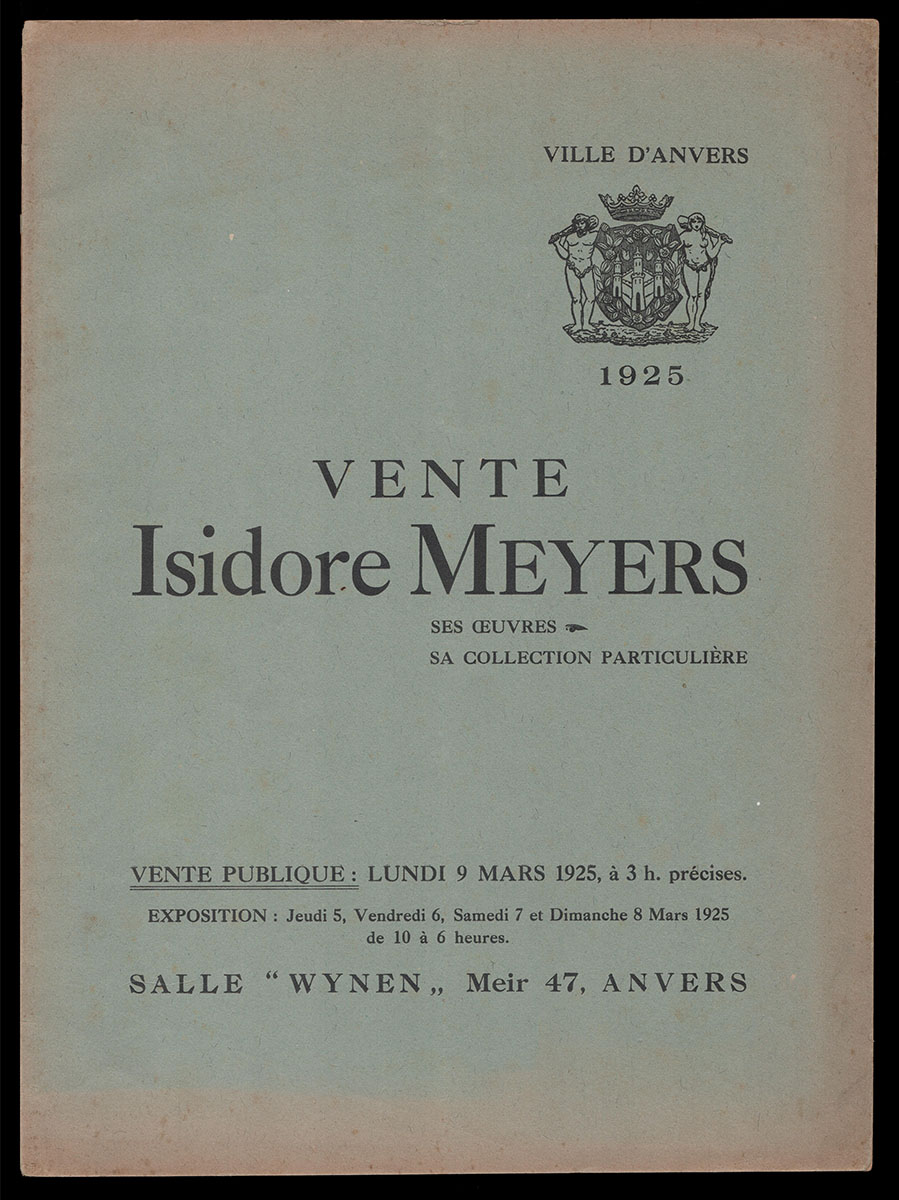 VILLE D'ANVERS
1925
VENTE
Isidore MEYERS
SES ŒUVRES
SA COLLECTION PARTICULIÈRE
VENTE PUBLIQUE : LUNDI 9 MARS 1925, à 3 h. précises.
EXPOSITION : Jeudi 5, Vendredi 6, Samedi 7 et Dimanche 8 Mars 1925
de 10 à 6 heures.
SALLE “ WYNEN „ Meir 47, ANVERS